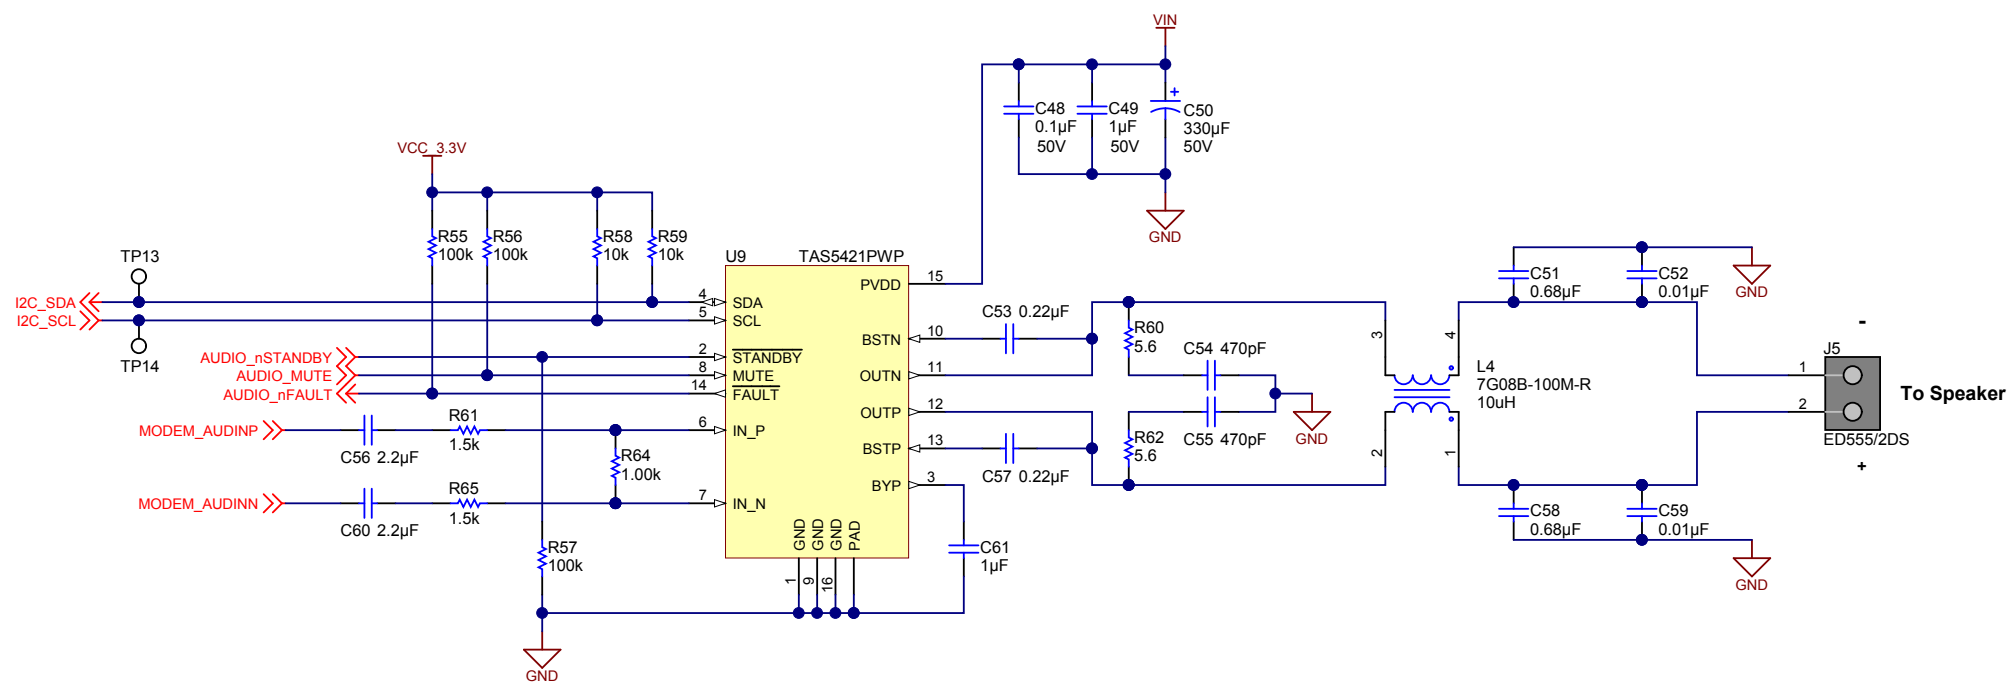 VIN
C48
0.1µF
50V
C49
1µF
50V
+
C50
330µF
50V
GND
VCC_3.3V
R55
100k
R56
100k
R58
10k
R59
10k
TP13
TP14
I2C_SDA
I2C_SCL
AUDIO_nSTANDBY
AUDIO_MUTE
AUDIO_nFAULT
MODEM_AUDINP
MODEM_AUDINN
C56 2.2µF
R61
1.5k
R64
1.00k
C60 2.2µF
R65
1.5k
R57
100k
GND
U9
TAS5421PWP
4 SDA
5 SCL
2 STANDBY
8 MUTE
14 FAULT
6 IN_P
7 IN_N
PVDD 15
BSTN 10
OUTN 11
OUTP 12
BSTP 13
BYP 3
GND
GND
GND
PAD
1
9
16
C61
1µF
C53 0.22µF
C57 0.22µF
R60
5.6
R62
5.6
C54 470pF
C55 470pF
GND
3
4
2
1
L4
7G08B-100M-R
10uH
C51
0.68µF
C52
0.01µF
GND
C58
0.68µF
C59
0.01µF
GND
-
J5
1
2
ED555/2DS
+
To Speaker